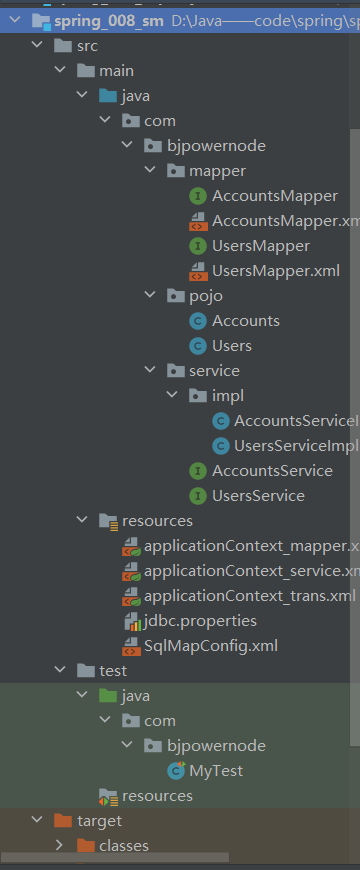 spring_008_sm D:\Java——code\spring\sp
src
main
java
com
bjpowernode
mapper
AccountsMapper
AccountsMapper.xm
UsersMapper
UsersMapper.xml
pojo
Accounts
Users
service
impl
AccountsServiceI
UsersServiceImpl
AccountsService
UsersService
resources
applicationContext_mapper.x
applicationContext_service.xm
applicationContext_trans.xml
jdbc.properties
SqlMapConfig.xml
test
java
com
bjpowernode
MyTest
resources
target
classes